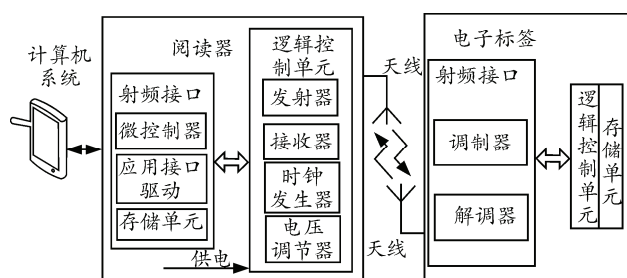 计算机
系统
阅读器
射频接口
微控制器
应用接口
驱动
存储单元
供电
逻辑控
制单元
发射器
接收器
时钟
发生器
电压
调节器
天线
天线
电子标签
射频接口
调制器
解调器
逻辑控制单元
存储单元